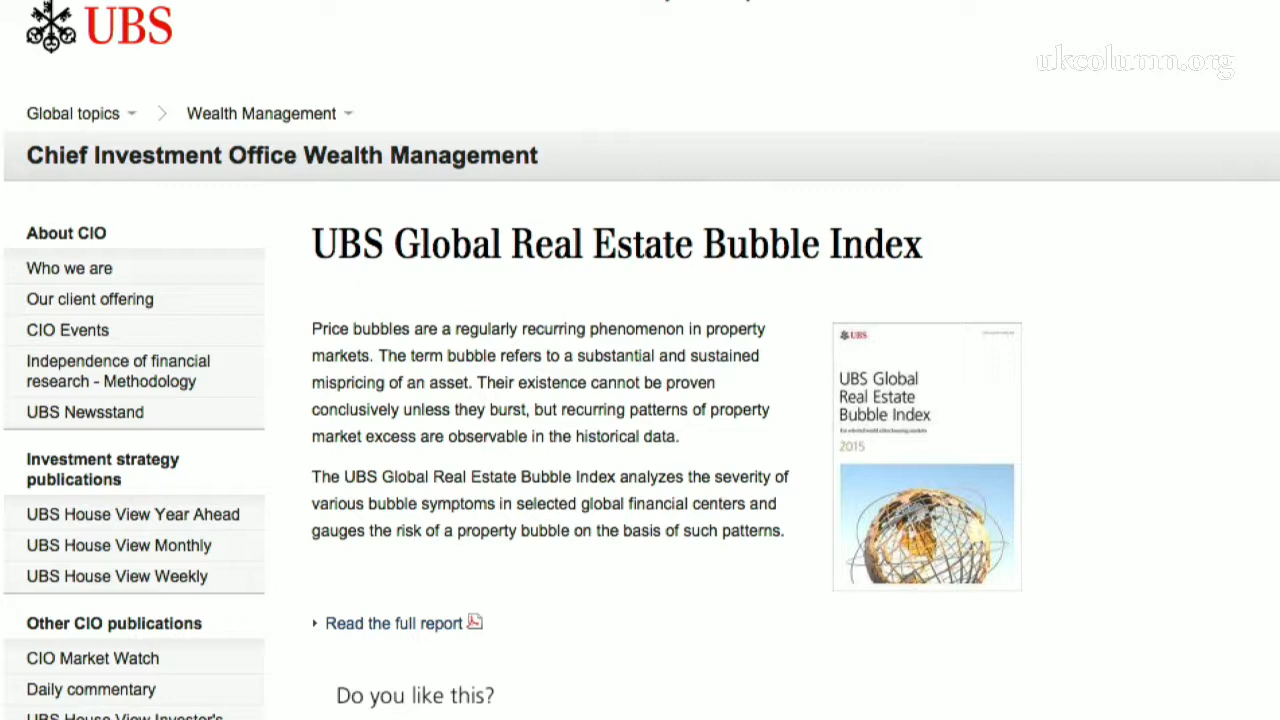 UBS
ukcolumn.org
Global topics
Wealth Management
Chief Investment Office Wealth Management
About CIO
Who we are
Our client offering
CIO Events
Independence of financial
research - Methodology
UBS Newsstand
Investment strategy
publications
UBS House View Year Ahead
UBS House View Monthly
UBS House View Weekly
Other CIO publications
CIO Market Watch
Daily commentary
UBS House View Investor's
UBS Global Real Estate Bubble Index
Price bubbles are a regularly recurring phenomenon in property
markets. The term bubble refers to a substantial and sustained
mispricing of an asset. Their existence cannot be proven
conclusively unless they burst, but recurring patterns of property
market excess are observable in the historical data.
The UBS Global Real Estate Bubble Index analyzes the severity of
various bubble symptoms in selected global financial centers and
gauges the risk of a property bubble on the basis of such patterns.
Read the full report
Do you like this?
UBS
UBS Global
Real Estate
Bubble Index
2015